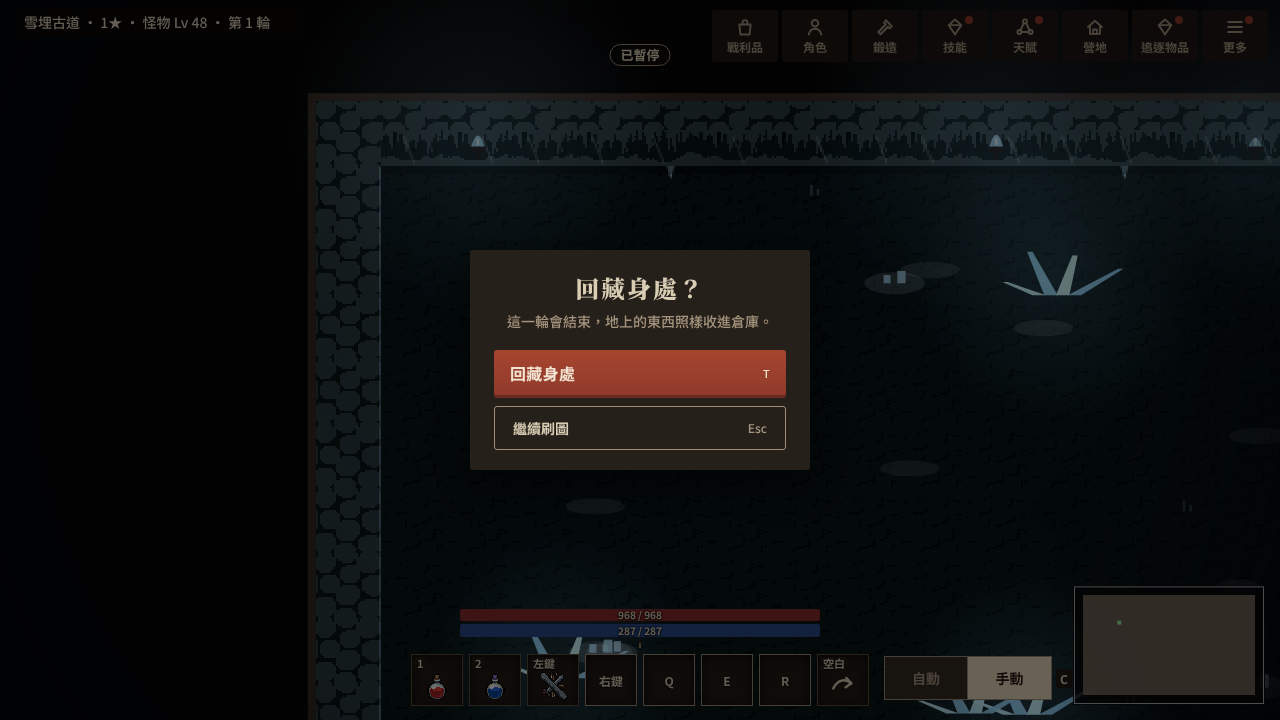 雪埋古道 · 1★ · 怪物 Lv 48 · 第 1 輪
已暫停
戰利品
角色
鍛造
技能
天賦
營地
追逐物品
更多
回藏身處？
這一輪會結束，地上的東西照樣收進倉庫。
回藏身處 T
繼續刷圖 Esc
968 / 968
287 / 287
1
2
左鍵
右鍵
Q
E
R
空白
自動
手動
C